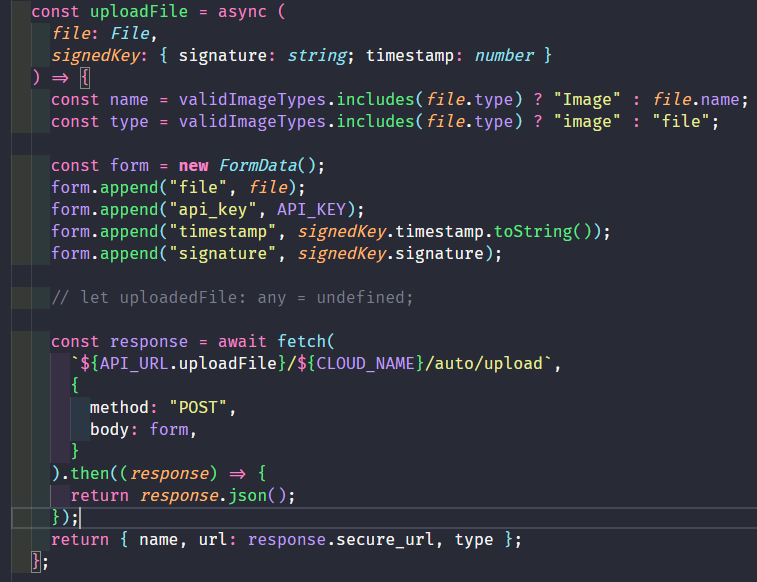 const uploadFile = async (
  file: File,
  signedKey: { signature: string; timestamp: number }
) => {
  const name = validImageTypes.includes(file.type) ? "Image" : file.name;
  const type = validImageTypes.includes(file.type) ? "image" : "file";
  const form = new FormData();
  form.append("file", file);
  form.append("api_key", API_KEY);
  form.append("timestamp", signedKey.timestamp.toString());
  form.append("signature", signedKey.signature);
  // let uploadedFile: any = undefined;
  const response = await fetch(
    `${API_URL.uploadFile}/${CLOUD_NAME}/auto/upload`,
    {
      method: "POST",
      body: form,
    }
  ).then((response) => {
    return response.json();
  });
  return { name, url: response.secure_url, type };
};